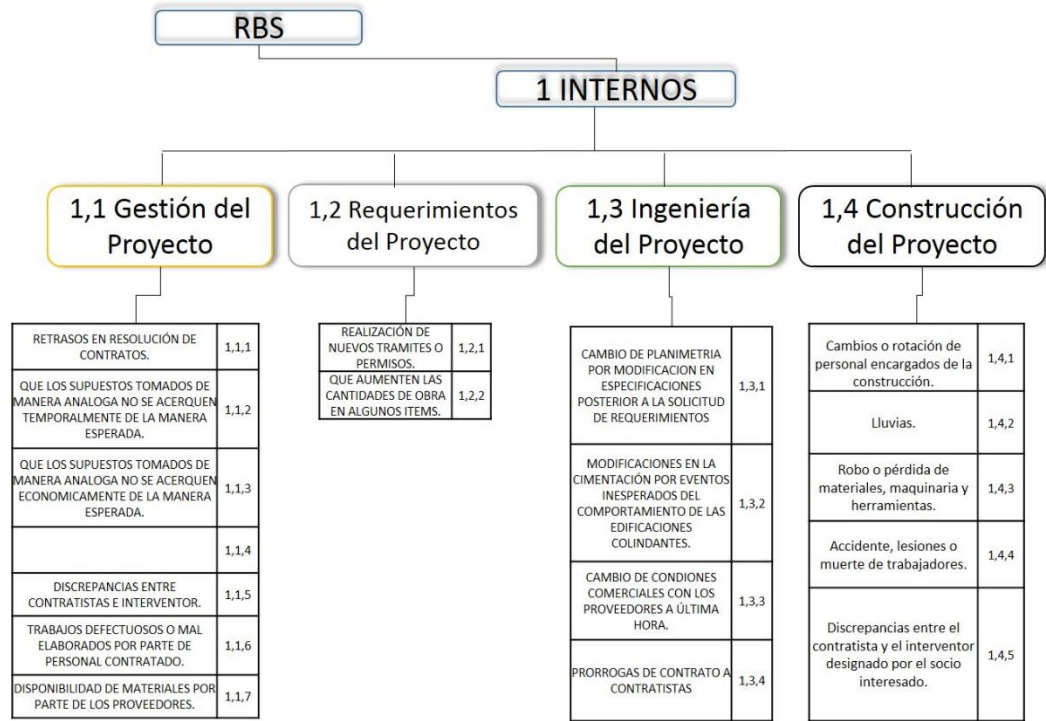 RBS
1 INTERNOS
1,1 Gestión del
Proyecto
1,2 Requerimientos
del Proyecto
1,3 Ingeniería
del Proyecto
1,4 Construcción
del Proyecto
RETRASOS EN RESOLUCIÓN DE
CONTRATOS.
1,1,1
QUE LOS SUPUESTOS TOMADOS DE
MANERA ANALOGA NO SE ACERQUEN
TEMPORALMENTE DE LA MANERA
ESPERADA.
1,1,2
QUE LOS SUPUESTOS TOMADOS DE
MANERA ANALOGA NO SE ACERQUEN
ECONOMICAMENTE DE LA MANERA
ESPERADA.
1,1,3
1,1,4
DISCREPANCIAS ENTRE
CONTRATISTAS E INTERVENTOR.
1,1,5
TRABAJOS DEFECTUOSOS O MAL
ELABORADOS POR PARTE DE
PERSONAL CONTRATADO.
1,1,6
DISPONIBILIDAD DE MATERIALES POR
PARTE DE LOS PROVEEDORES.
1,1,7
REALIZACIÓN DE
NUEVOS TRAMITES O
PERMISOS.
1,2,1
QUE AUMENTEN LAS
CANTIDADES DE OBRA
EN ALGUNOS ITEMS.
1,2,2
CAMBIO DE PLANIMETRIA
POR MODIFICACION EN
ESPECIFICACIONES
POSTERIOR A LA SOLICITUD
DE REQUERIMIENTOS
1,3,1
MODIFICACIONES EN LA
CIMENTACIÓN POR EVENTOS
INESPERADOS DEL
COMPORTAMIENTO DE LAS
EDIFICACIONES
COLINDANTES.
1,3,2
CAMBIO DE CONDIONES
COMERCIALES CON LOS
PROVEEDORES A ÚLTIMA
HORA.
1,3,3
PRORROGAS DE CONTRATO A
CONTRATISTAS
1,3,4
Cambios o rotación de
personal encargados de la
construcción.
1,4,1
Lluvias.
1,4,2
Robo o pérdida de
materiales, maquinaria y
herramientas.
1,4,3
Accidente, lesiones o
muerte de trabajadores.
1,4,4
Discrepancias entre el
contratista y el interventor
designado por el socio
interesado.
1,4,5